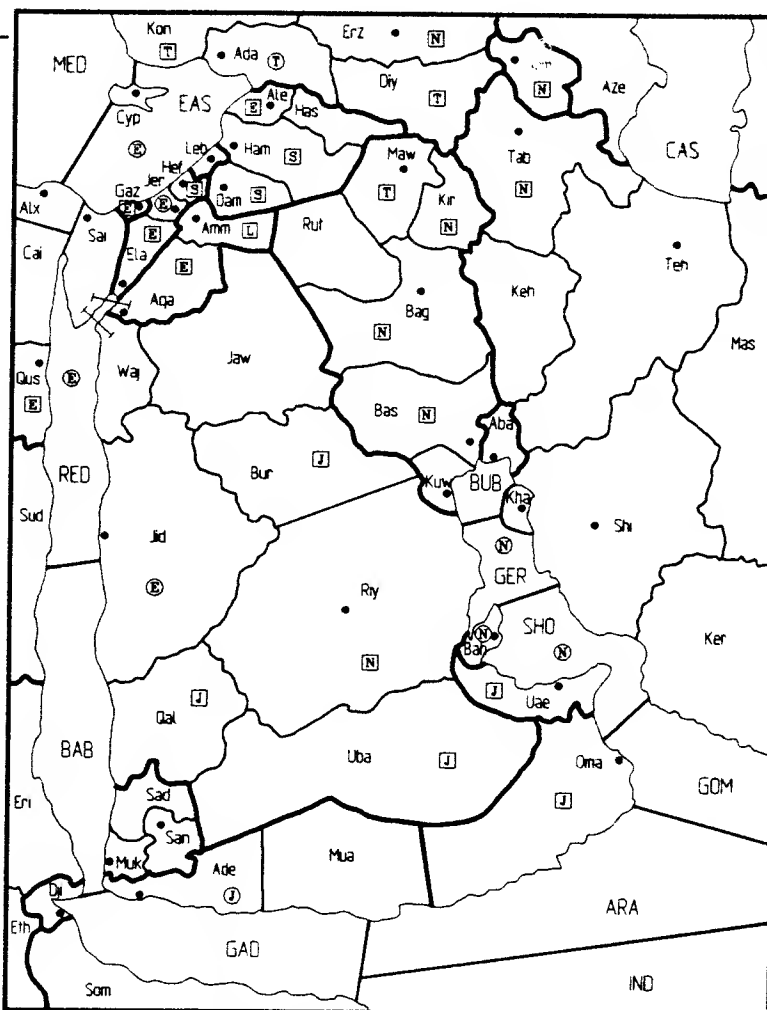 Kon
T
Ada
T
Erz
N
MED
Diy
T
N
Aze
CAS
EAS
Cyp
E
Ale
E
Has
Leb
Ham
S
Maw
T
Tab
N
Hef
S
Jer
E
Dam
S
Kir
N
Gaz
E
Alx
Sai
Ela
E
Amm
L
Rut
Cai
E
Aqa
Teh
Keh
Bag
N
Mas
Qus
E
E
Waj
Jaw
Bas
N
Aba
RED
Bur
J
Kuw
BUB
Kha
Sud
Jid
E
Shi
N
GER
Riy
N
SHO
N
N
Bah
Ker
Qal
J
J
Uae
BAB
Uba
J
Oma
J
GOM
Eri
Sad
San
Muk
Ade
J
Mua
Dji
ARA
Eth
GAD
IND
Som